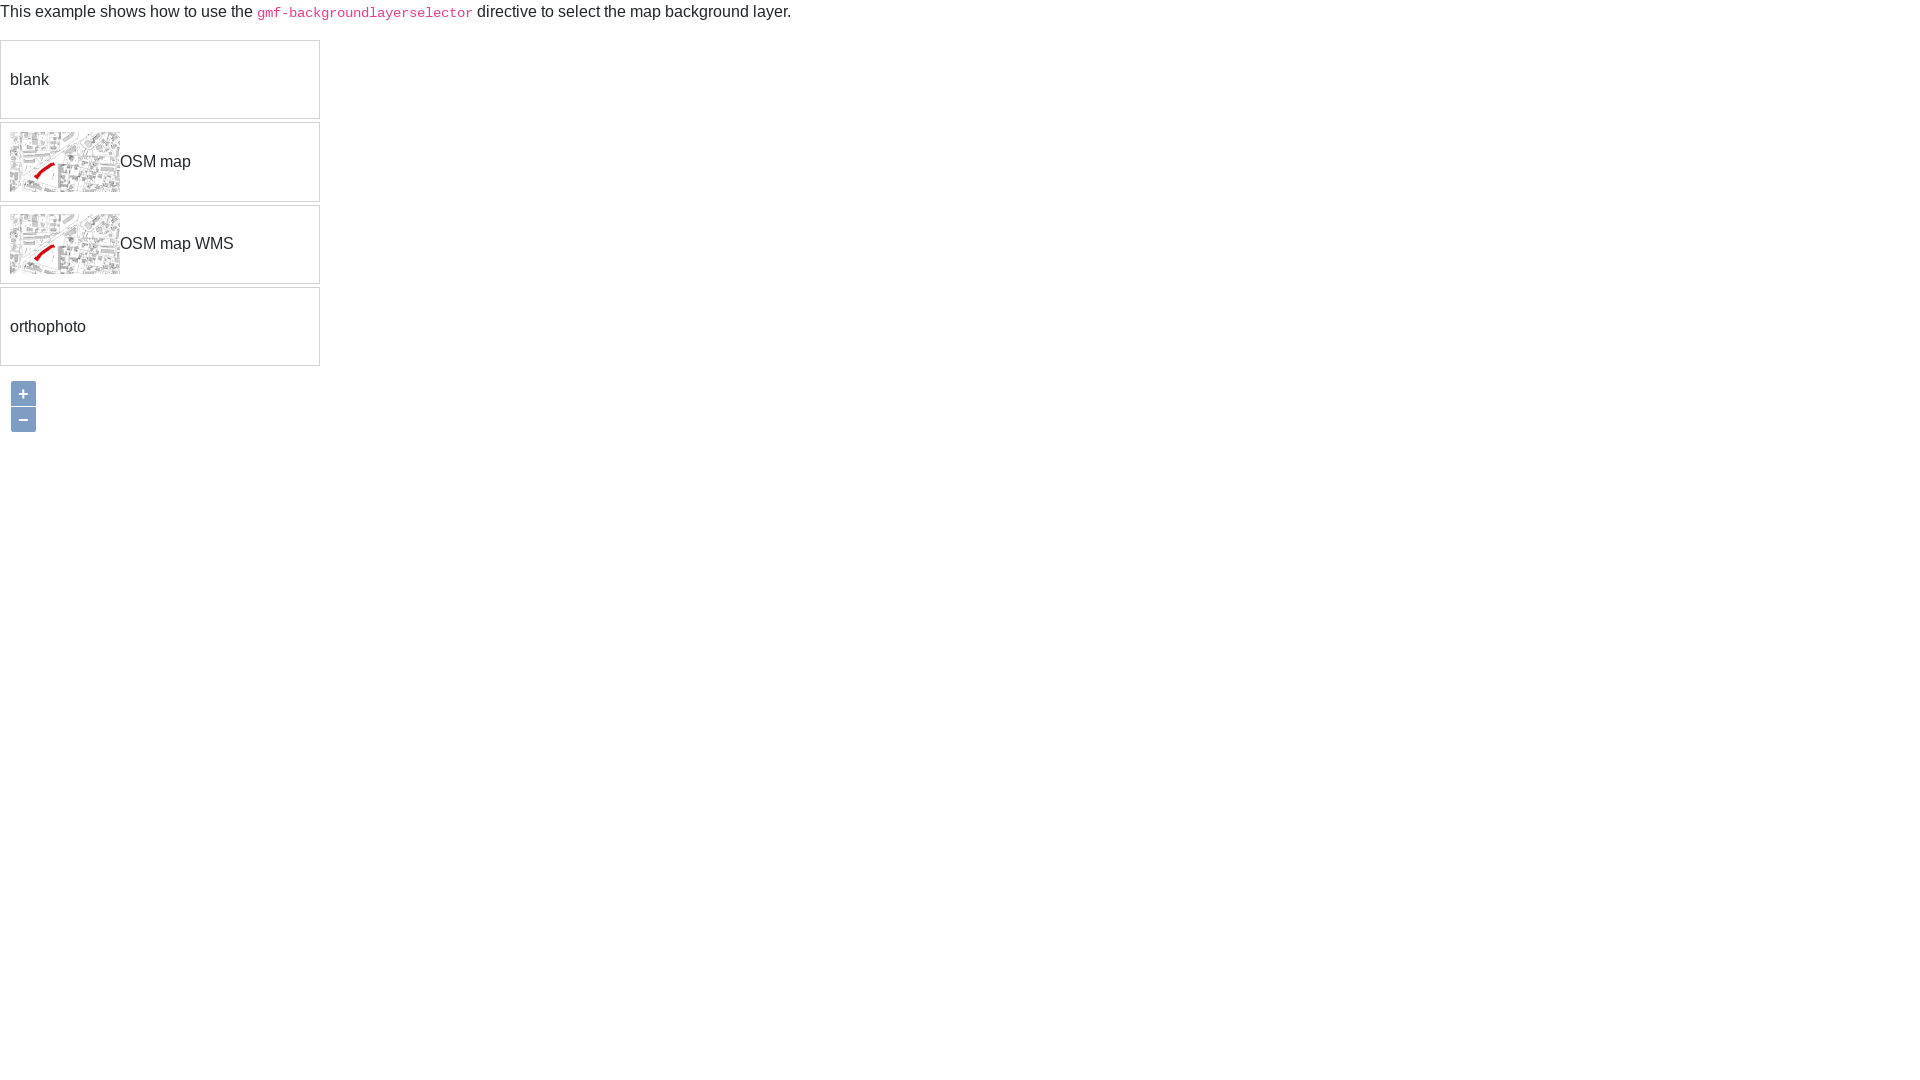 This example shows how to use the gmf-backgroundlayerselector directive to select the map background layer.
blank
OSM map
OSM map WMS
orthophoto
+
−